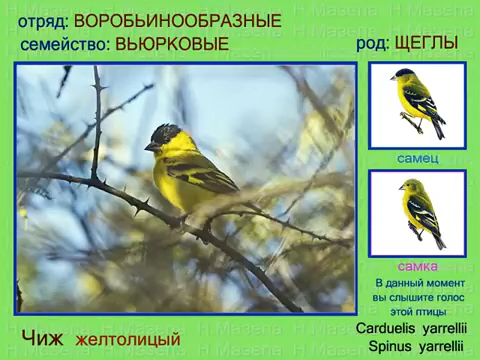 отряд: ВОРОБЬИНООБРАЗНЫЕ
семейство: ВЬЮРКОВЫЕ
род: ЩЕГЛЫ
самец
самка
В данный момент
вы слышите голос
этой птицы
Чиж желтолицый
Carduelis yarrellii
Spinus yarrellii
Н. Мазепа